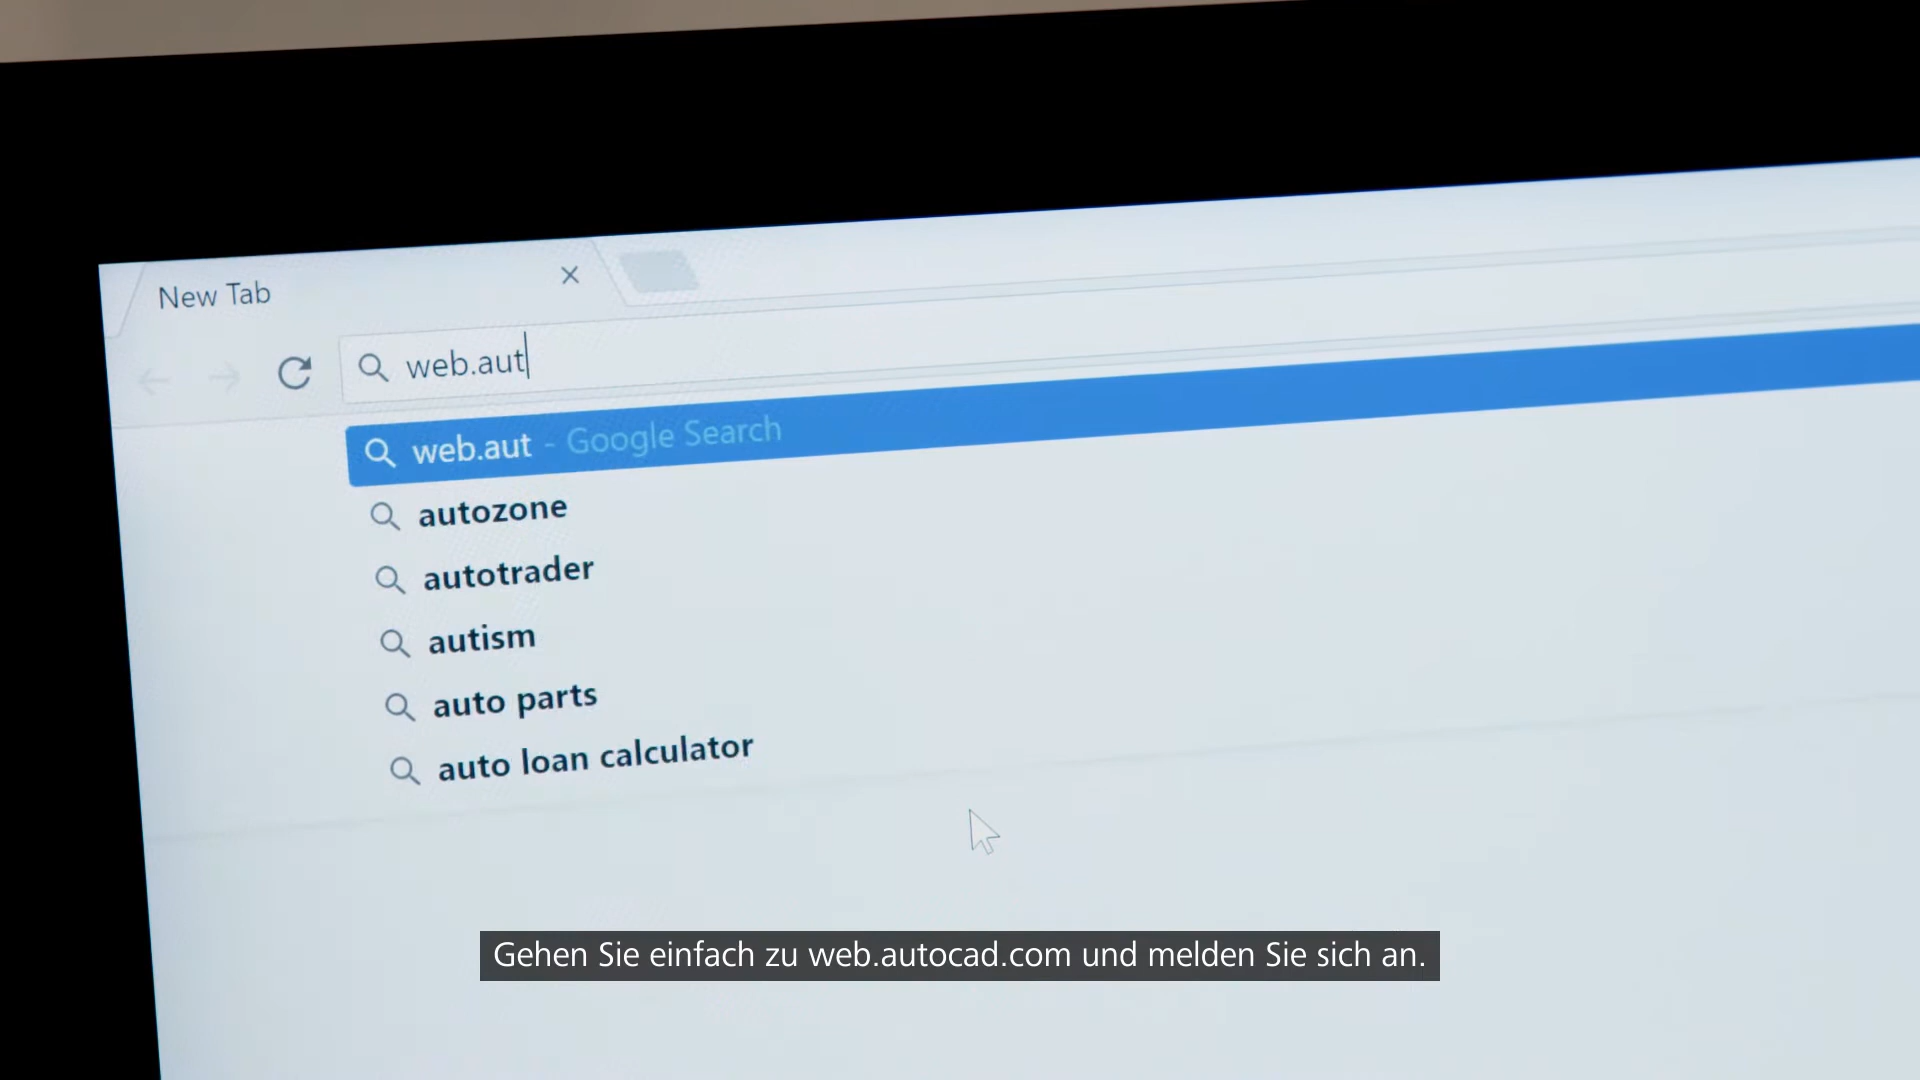 New Tab
web.aut
web.aut - Google Search
autozone
autotrader
autism
auto parts
auto loan calculator
Gehen Sie einfach zu web.autocad.com und melden Sie sich an.